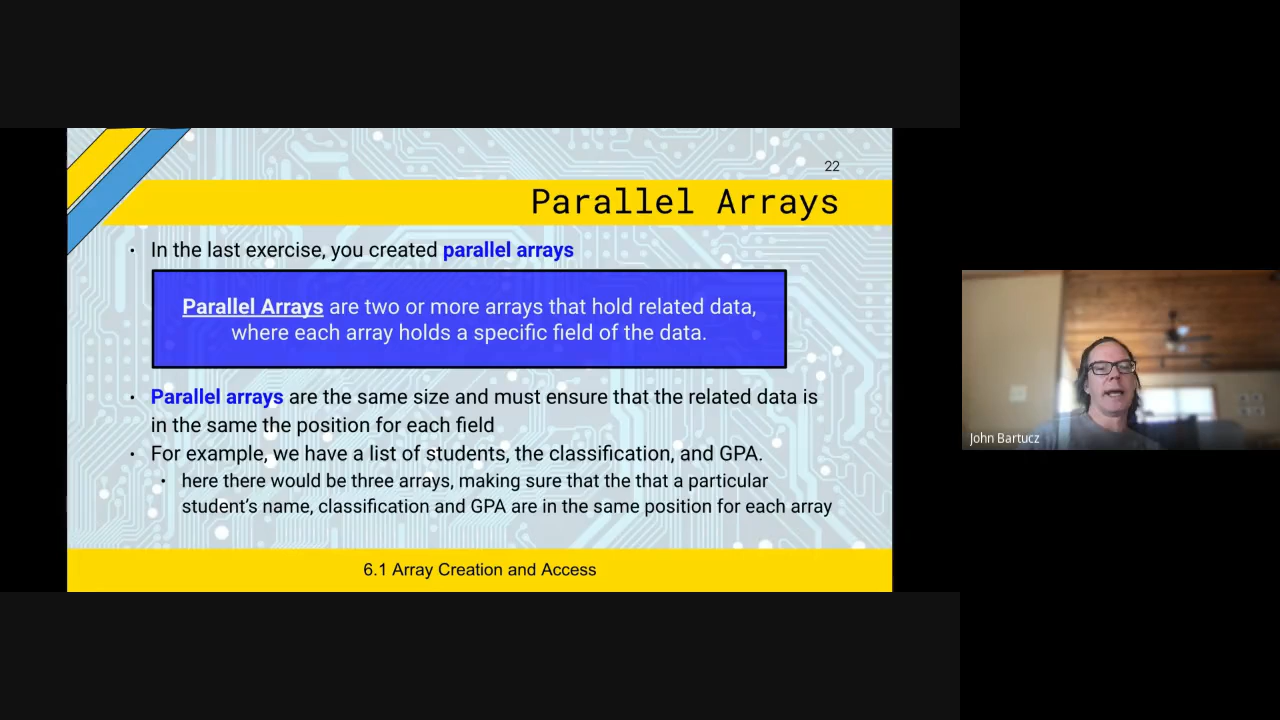 22
Parallel Arrays
• In the last exercise, you created parallel arrays
Parallel Arrays are two or more arrays that hold related data,
where each array holds a specific field of the data.
• Parallel arrays are the same size and must ensure that the related data is
in the same the position for each field
• For example, we have a list of students, the classification, and GPA.
• here there would be three arrays, making sure that the that a particular
student's name, classification and GPA are in the same position for each array
6.1 Array Creation and Access
John Bartucz